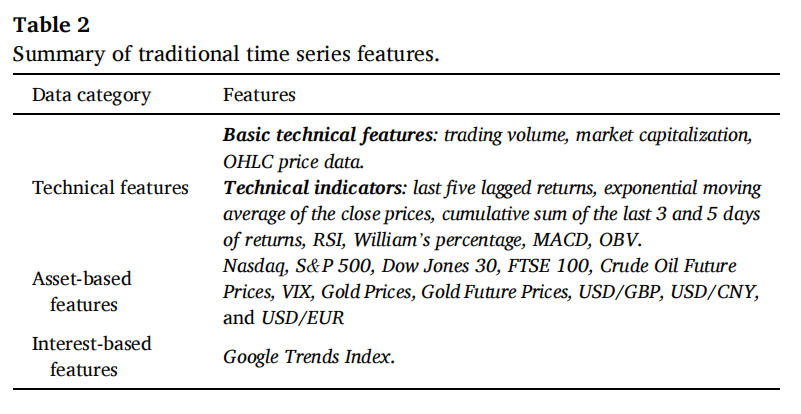 Table 2
Summary of traditional time series features.
Data category Features
Technical features
Basic technical features: trading volume, market capitalization,
OHLC price data.
Technical indicators: last five lagged returns, exponential moving
average of the close prices, cumulative sum of the last 3 and 5 days
of returns, RSI, William's percentage, MACD, OBV.
Asset-based
features
Nasdaq, S&P 500, Dow Jones 30, FTSE 100, Crude Oil Future
Prices, VIX, Gold Prices, Gold Future Prices, USD/GBP, USD/CNY,
and USD/EUR
Interest-based
features
Google Trends Index.